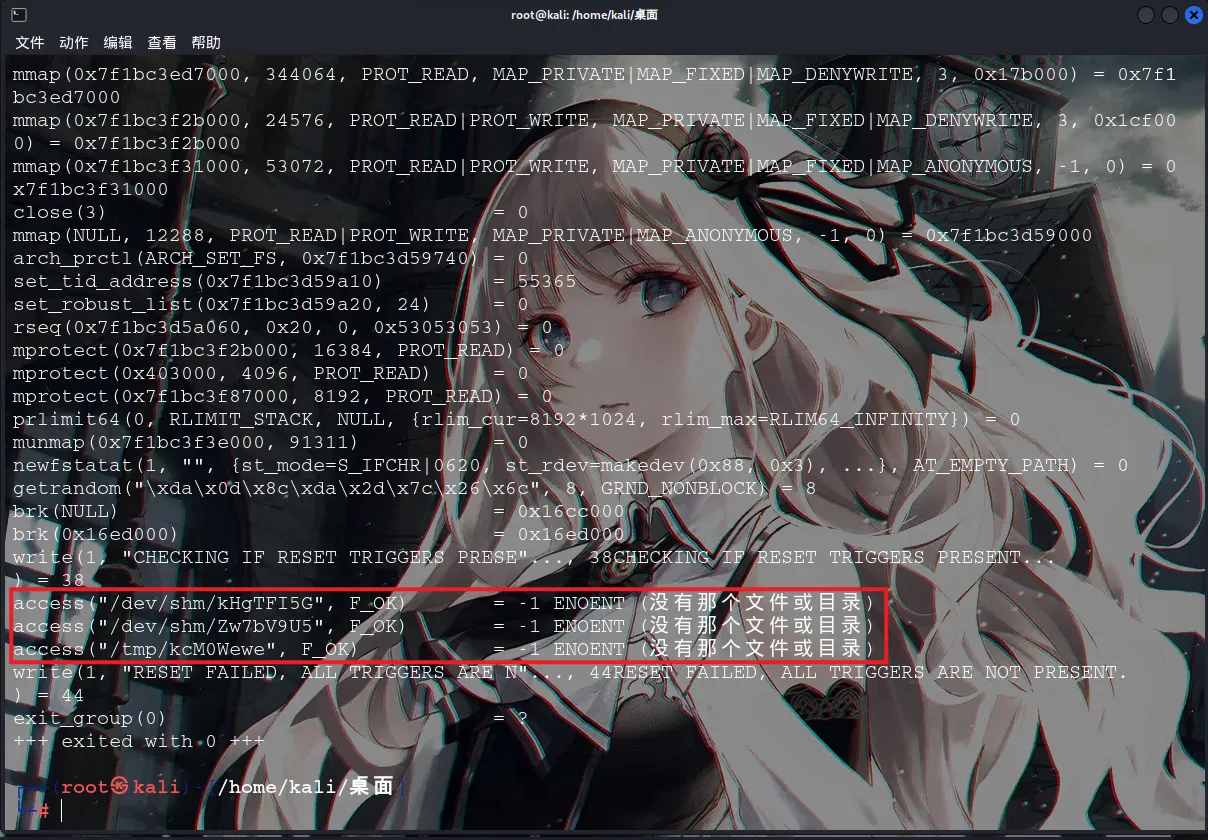 root@kali: /home/kali/桌面
文件 动作 编辑 查看 帮助
mmap(0x7f1bc3ed7000, 344064, PROT_READ, MAP_PRIVATE|MAP_FIXED|MAP_DENYWRITE, 3, 0x17b000) = 0x7f1
bc3ed7000
mmap(0x7f1bc3f2b000, 24576, PROT_READ|PROT_WRITE, MAP_PRIVATE|MAP_FIXED|MAP_DENYWRITE, 3, 0x1cf00
0) = 0x7f1bc3f2b000
mmap(0x7f1bc3f31000, 53072, PROT_READ|PROT_WRITE, MAP_PRIVATE|MAP_FIXED|MAP_ANONYMOUS, -1, 0) = 0
x7f1bc3f31000
close(3) = 0
mmap(NULL, 12288, PROT_READ|PROT_WRITE, MAP_PRIVATE|MAP_ANONYMOUS, -1, 0) = 0x7f1bc3d59000
arch_prctl(ARCH_SET_FS, 0x7f1bc3d59740) = 0
set_tid_address(0x7f1bc3d59a10) = 55365
set_robust_list(0x7f1bc3d59a20, 24) = 0
rseq(0x7f1bc3d5a060, 0x20, 0, 0x53053053) = 0
mprotect(0x7f1bc3f2b000, 16384, PROT_READ) = 0
mprotect(0x403000, 4096, PROT_READ) = 0
mprotect(0x7f1bc3f87000, 8192, PROT_READ) = 0
prlimit64(0, RLIMIT_STACK, NULL, {rlim_cur=8192*1024, rlim_max=RLIM64_INFINITY}) = 0
munmap(0x7f1bc3f3e000, 91311) = 0
newfstatat(1, "", {st_mode=S_IFCHR|0620, st_rdev=makedev(0x88, 0x3), ...}, AT_EMPTY_PATH) = 0
getrandom("\xda\x0d\x8c\xda\x2d\x7c\x26\x6c", 8, GRND_NONBLOCK) = 8
brk(NULL) = 0x16cc000
brk(0x16ed000) = 0x16ed000
write(1, "CHECKING IF RESET TRIGGERS PRESE"..., 38CHECKING IF RESET TRIGGERS PRESENT...
) = 38
access("/dev/shm/kHgTFI5G", F_OK) = -1 ENOENT (没有那个文件或目录)
access("/dev/shm/Zw7bV9U5", F_OK) = -1 ENOENT (没有那个文件或目录)
access("/tmp/kcM0Wewe", F_OK) = -1 ENOENT (没有那个文件或目录)
write(1, "RESET FAILED, ALL TRIGGERS ARE N"..., 44RESET FAILED, ALL TRIGGERS ARE NOT PRESENT.
) = 44
exit_group(0) = ?
+++ exited with 0 +++
┌──(root㉿kali)-[/home/kali/桌面]
└─#